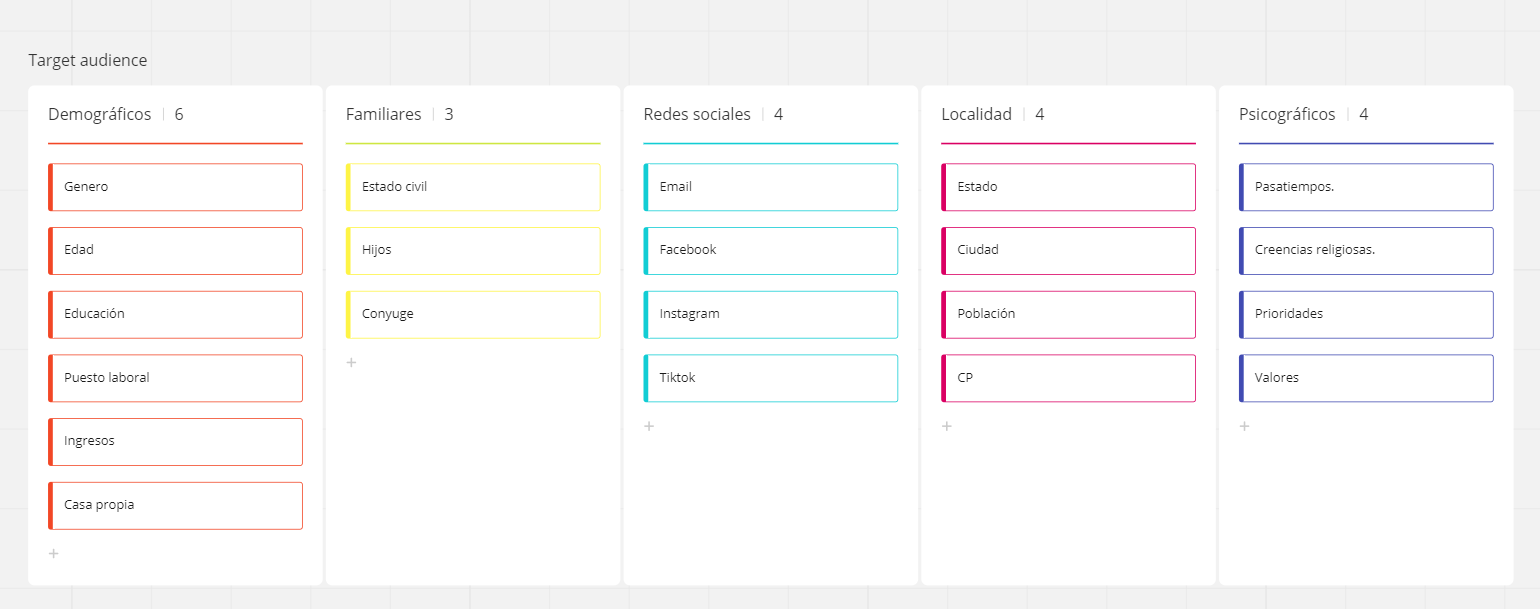 Target audience
Demográficos | 6
Genero
Edad
Educación
Puesto laboral
Ingresos
Casa propia
+
Familiares | 3
Estado civil
Hijos
Conyuge
+
Redes sociales | 4
Email
Facebook
Instagram
Tiktok
+
Localidad | 4
Estado
Ciudad
Población
CP
+
Psicográficos | 4
Pasatiempos.
Creencias religiosas.
Prioridades
Valores
+